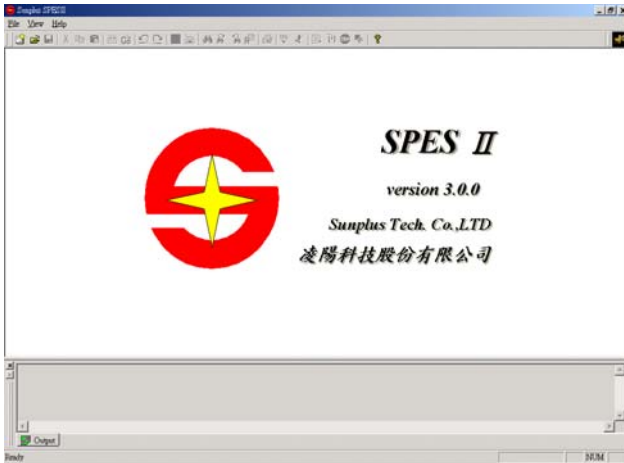 Sunplus SPESII
File View Help
SPES II
version 3.0.0
Sunplus Tech. Co.,LTD
凌陽科技股份有限公司
Output
Ready
NUM